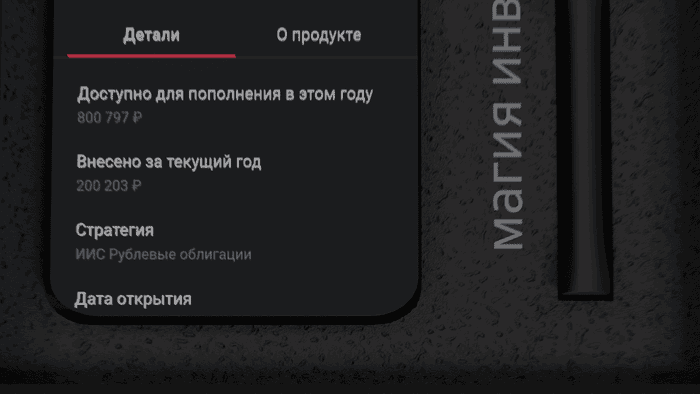 Детали
О продукте
Доступно для пополнения в этом году
800 797 ₽
Внесено за текущий год
200 203 ₽
Стратегия
ИИС Рублевые облигации
Дата открытия
магия инв